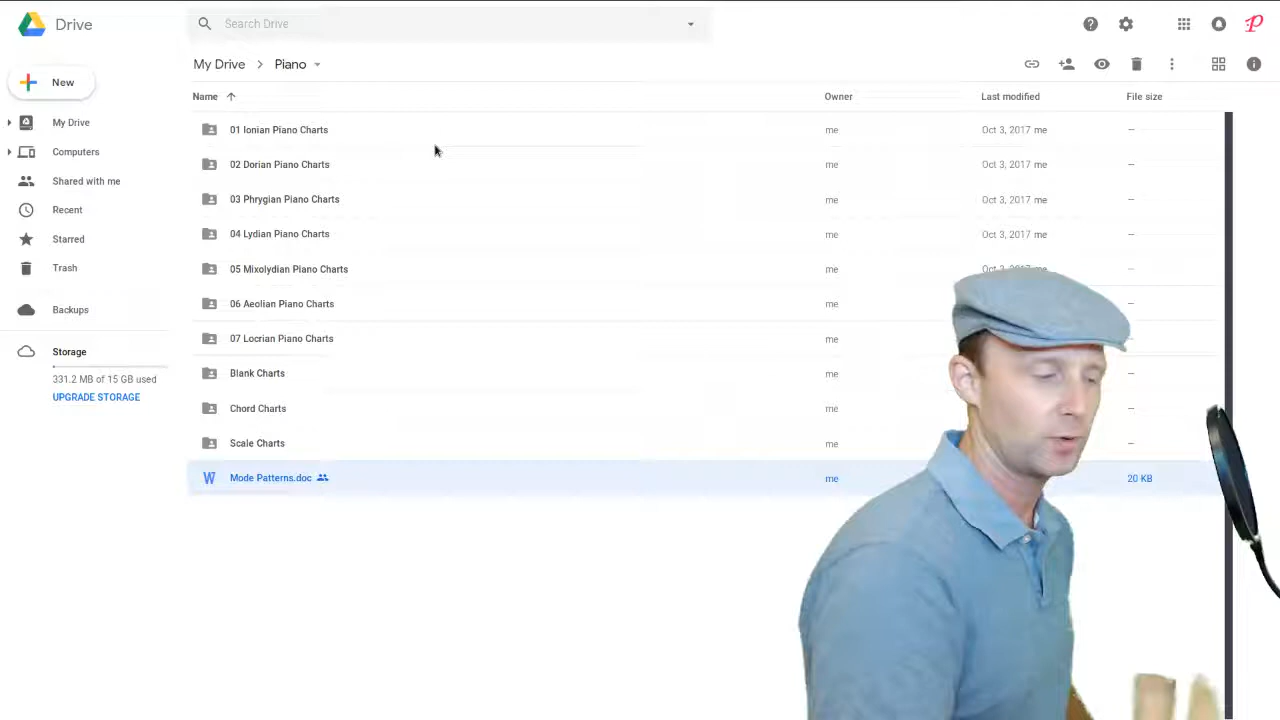 Drive
Search Drive
My Drive > Piano
New
My Drive
Computers
Shared with me
Recent
Starred
Trash
Backups
Storage
331.2 MB of 15 GB used
UPGRADE STORAGE
Name Owner Last modified File size
01 Ionian Piano Charts me Oct 3, 2017 me –
02 Dorian Piano Charts me Oct 3, 2017 me –
03 Phrygian Piano Charts me Oct 3, 2017 me –
04 Lydian Piano Charts me Oct 3, 2017 me –
05 Mixolydian Piano Charts me Oct 3, 2017 me –
06 Aeolian Piano Charts me –
07 Locrian Piano Charts me –
Blank Charts me –
Chord Charts me –
Scale Charts me –
W Mode Patterns.doc me 20 KB